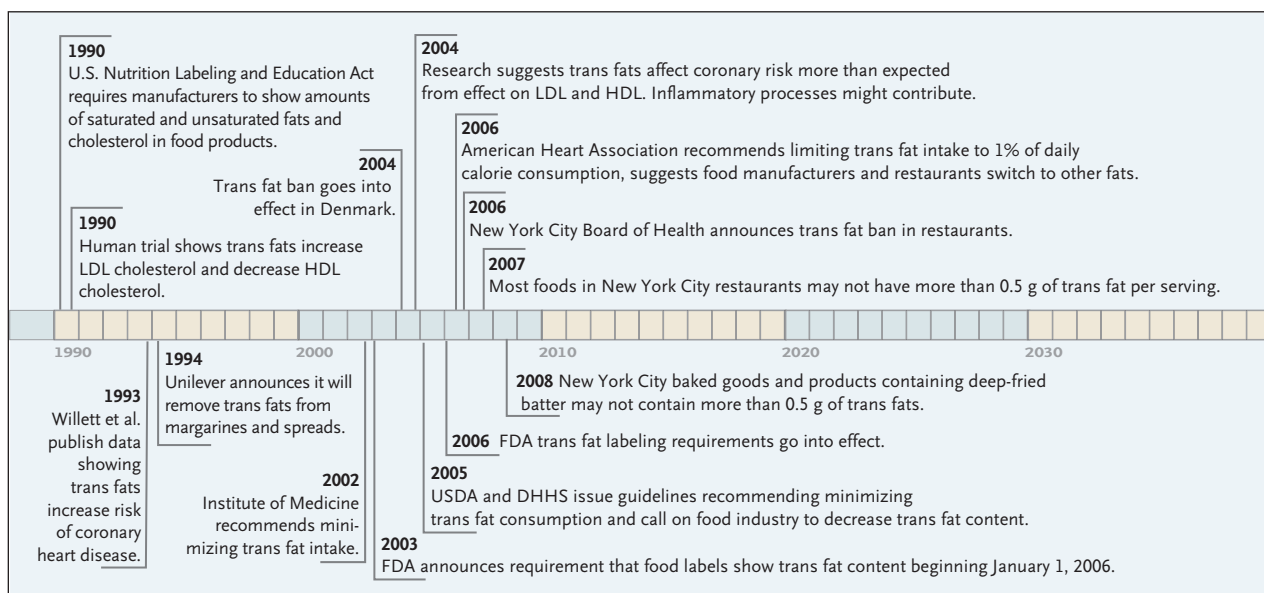 1990
U.S. Nutrition Labeling and Education Act
requires manufacturers to show amounts
of saturated and unsaturated fats and
cholesterol in food products.
1990
Human trial shows trans fats increase
LDL cholesterol and decrease HDL
cholesterol.
2004
Trans fat ban goes into
effect in Denmark.
2004
Research suggests trans fats affect coronary risk more than expected
from effect on LDL and HDL. Inflammatory processes might contribute.
2006
American Heart Association recommends limiting trans fat intake to 1% of daily
calorie consumption, suggests food manufacturers and restaurants switch to other fats.
2006
New York City Board of Health announces trans fat ban in restaurants.
2007
Most foods in New York City restaurants may not have more than 0.5 g of trans fat per serving.
1990
2000
2010
2020
2030
1993
Willett et al.
publish data
showing
trans fats
increase risk
of coronary
heart disease.
1994
Unilever announces it will
remove trans fats from
margarines and spreads.
2002
Institute of Medicine
recommends mini-
mizing trans fat intake.
2003
FDA announces requirement that food labels show trans fat content beginning January 1, 2006.
2005
USDA and DHHS issue guidelines recommending minimizing
trans fat consumption and call on food industry to decrease trans fat content.
2006 FDA trans fat labeling requirements go into effect.
2008 New York City baked goods and products containing deep-fried
batter may not contain more than 0.5 g of trans fats.